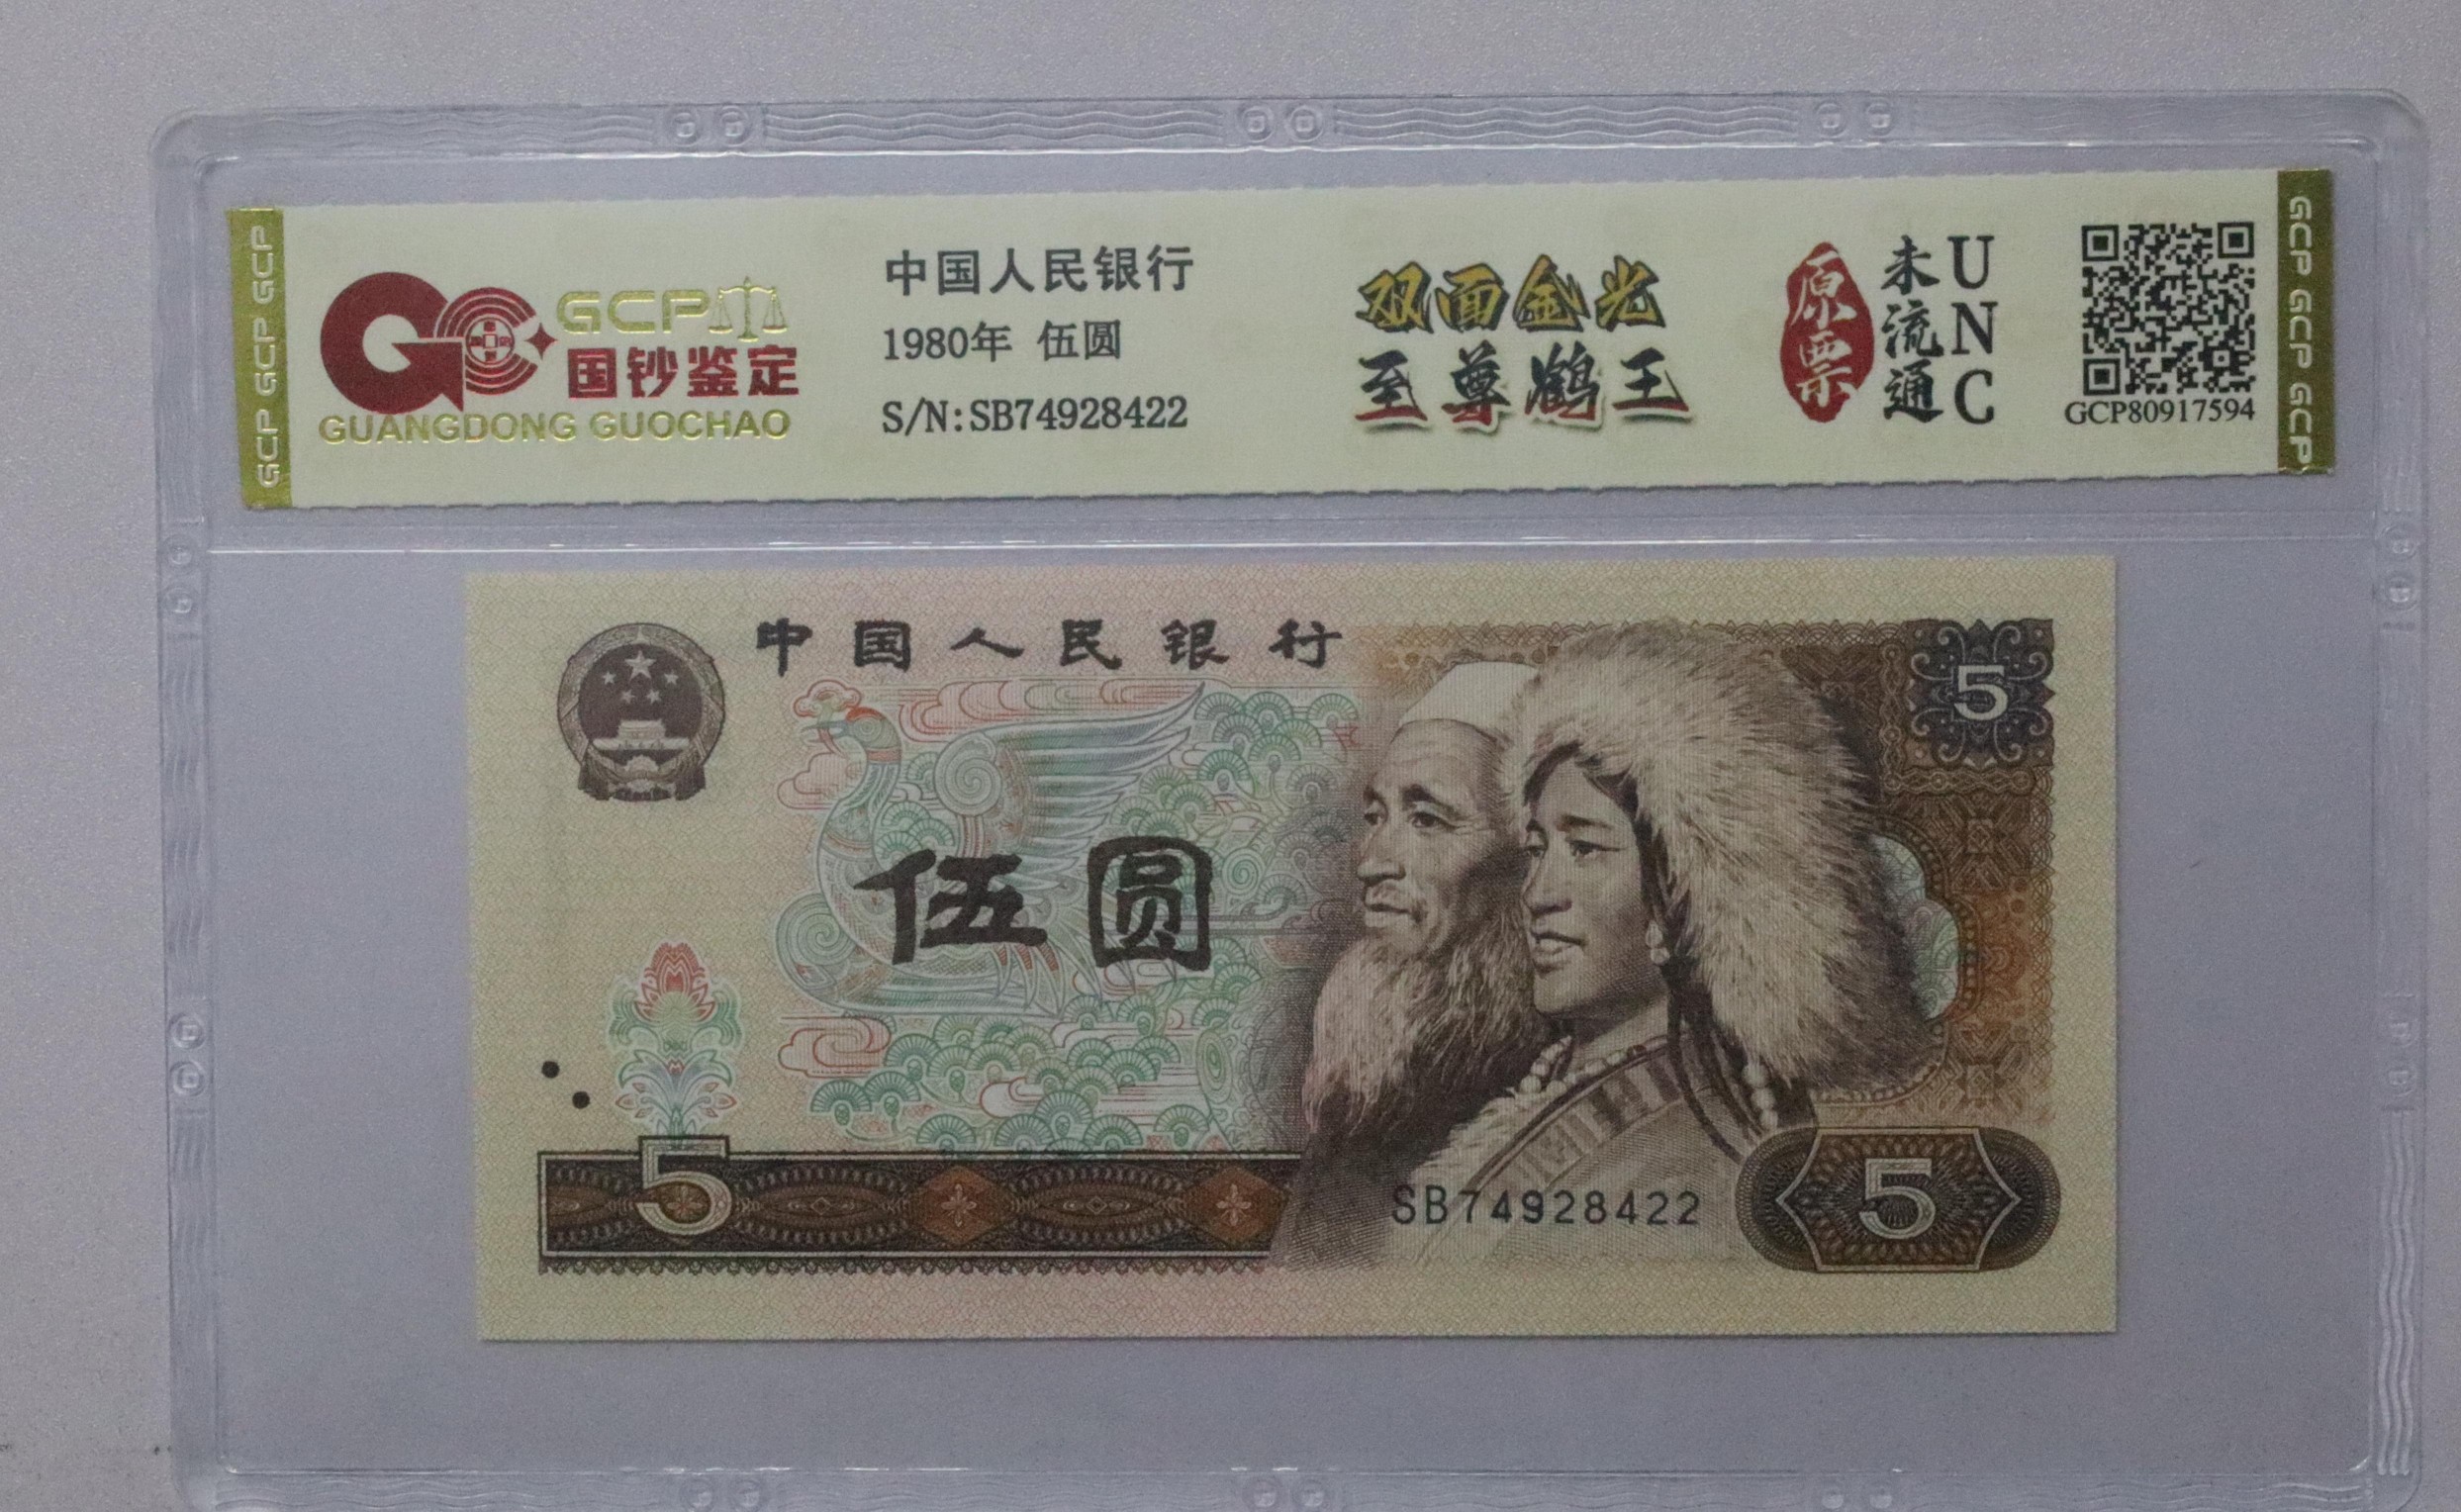 GCP GCP GCP
GCP
国钞鉴定
GUANGDONG GUOCHAO
中国人民银行
1980年 伍圆
S/N:SB74928422
双面金光
至尊鹤王
原票
未流通
UNC
GCP80917594
GCP GCP GCP
中国人民银行
5
伍圆
5
SB74928422
5